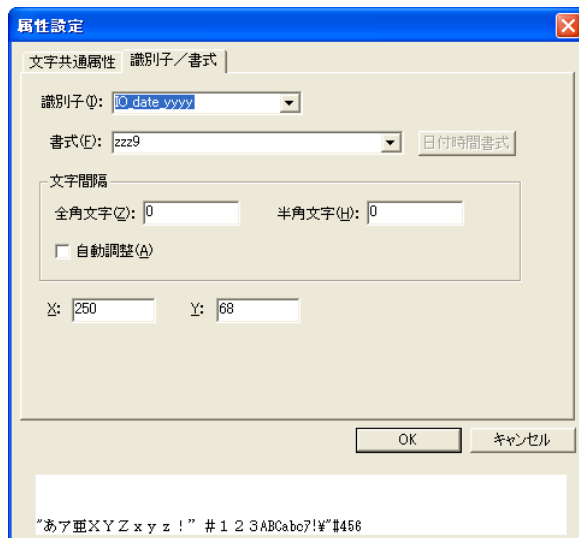 属性設定
文字共通属性 識別子／書式
識別子(I): IO_date_yyyy
書式(F): zzz9 日付時間書式
文字間隔
全角文字(Z): 0 半角文字(H): 0
自動調整(A)
X: 250 Y: 68
OK キャンセル
"あア亜ＸＹＺｘｙｚ！”＃１２３ABCabc7!¥"#456